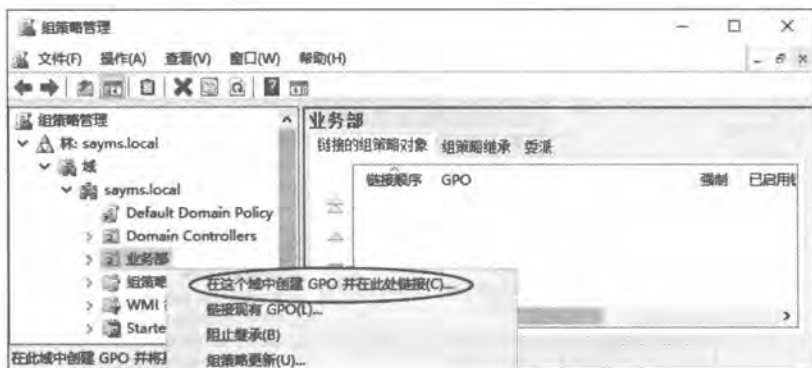 组策略管理
文件(F) 操作(A) 查看(V) 窗口(W) 帮助(H)
组策略管理
林: sayms.local
域
sayms.local
Default Domain Policy
Domain Controllers
业务部
组策略
WMI
Starte
业务部
链接的组策略对象 组策略继承 委派
链接顺序 GPO 强制 已启用
在这个域中创建 GPO 并在此处链接(C)...
链接现有 GPO(L)...
阻止继承(B)
组策略更新(U)...
在此域中创建 GPO 并将